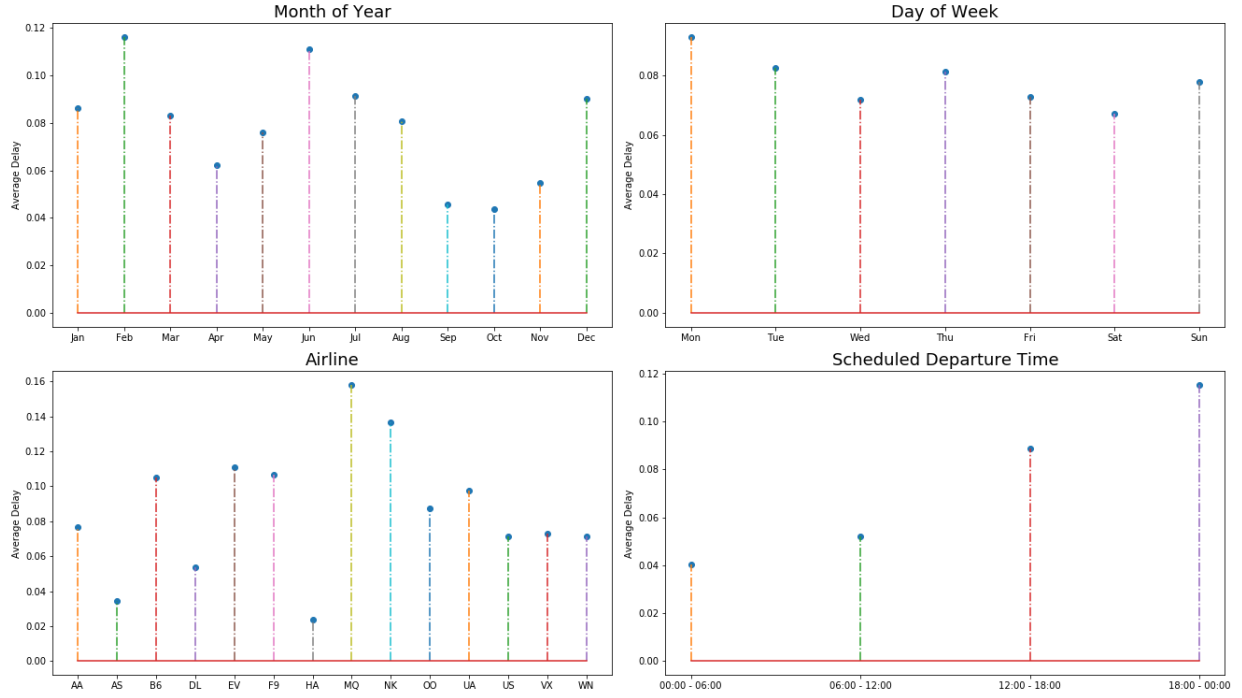 Month of Year
Average Delay
0.12
0.10
0.08
0.06
0.04
0.02
0.00
Jan Feb Mar Apr May Jun Jul Aug Sep Oct Nov Dec
Day of Week
Average Delay
0.08
0.06
0.04
0.02
0.00
Mon Tue Wed Thu Fri Sat Sun
Airline
Average Delay
0.16
0.14
0.12
0.10
0.08
0.06
0.04
0.02
0.00
AA AS B6 DL EV F9 HA MQ NK OO UA US VX WN
Scheduled Departure Time
Average Delay
0.12
0.10
0.08
0.06
0.04
0.02
0.00
00:00 - 06:00 06:00 - 12:00 12:00 - 18:00 18:00 - 00:00